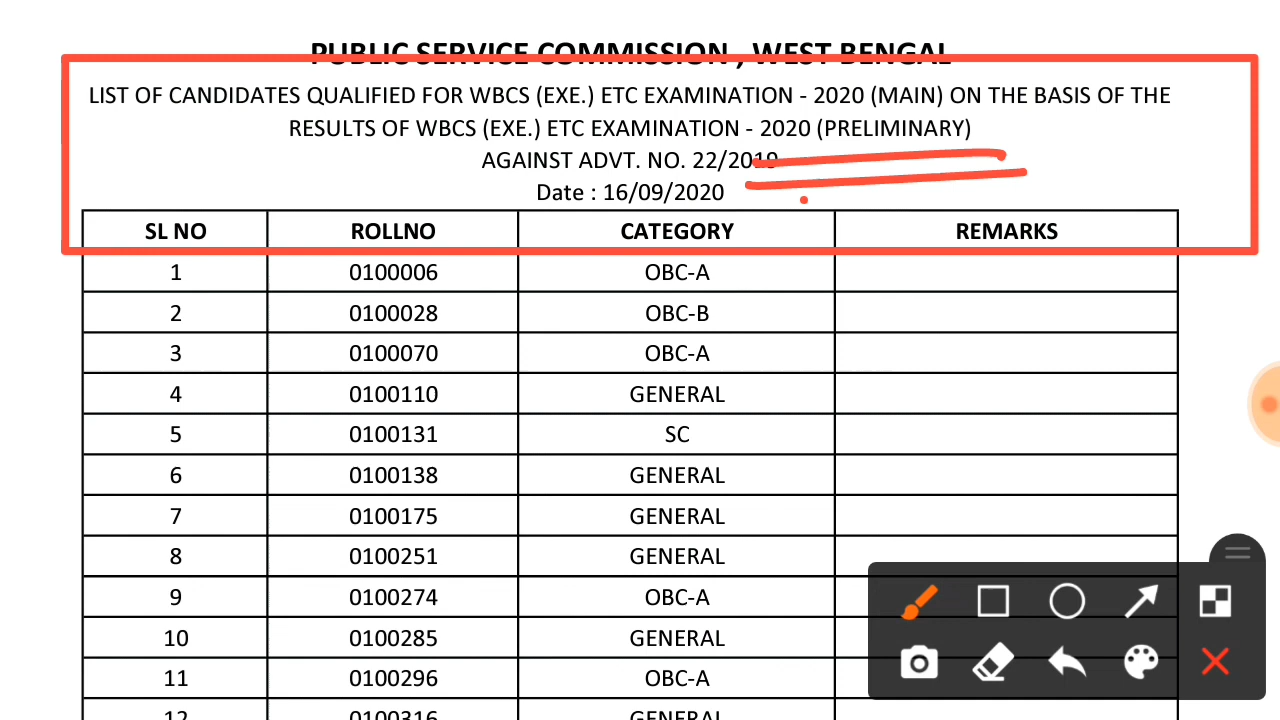 PUBLIC SERVICE COMMISSION , WEST BENGAL
LIST OF CANDIDATES QUALIFIED FOR WBCS (EXE.) ETC EXAMINATION - 2020 (MAIN) ON THE BASIS OF THE
RESULTS OF WBCS (EXE.) ETC EXAMINATION - 2020 (PRELIMINARY)
AGAINST ADVT. NO. 22/2019
Date : 16/09/2020
SL NO ROLLNO CATEGORY REMARKS
1 0100006 OBC-A
2 0100028 OBC-B
3 0100070 OBC-A
4 0100110 GENERAL
5 0100131 SC
6 0100138 GENERAL
7 0100175 GENERAL
8 0100251 GENERAL
9 0100274 OBC-A
10 0100285 GENERAL
11 0100296 OBC-A
12 0100316 GENERAL